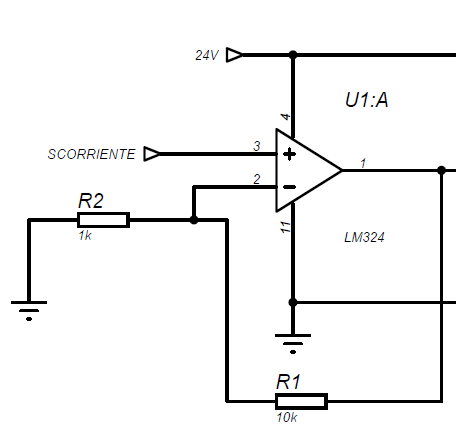 24V
4
U1:A
SCORRIENTE
3
1
2
R2
1k
11
LM324
R1
10k